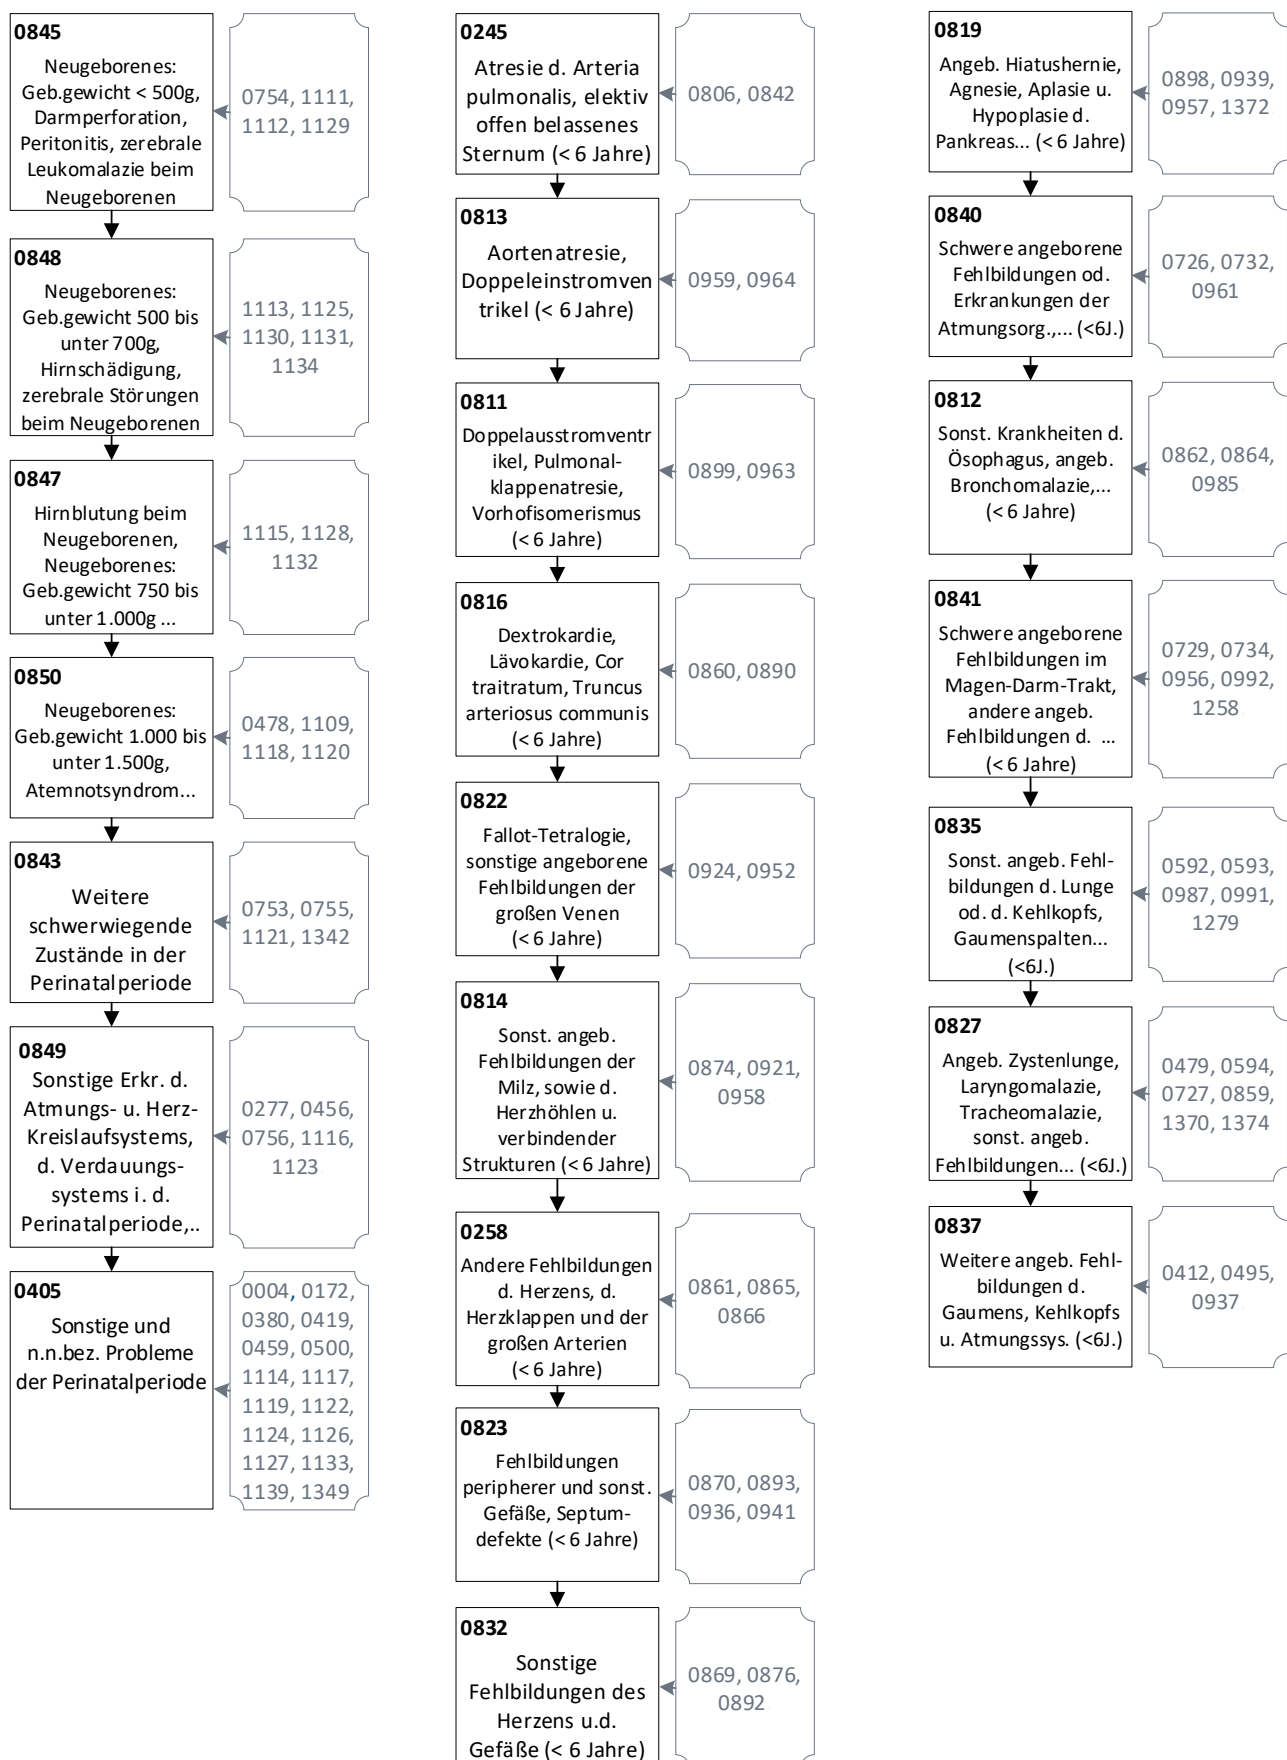 0845
Neugeborenes:
Geb.gewicht < 500g,
Darmperforation,
Peritonitis, zerebrale
Leukomalazie beim
Neugeborenen
0754, 1111,
1112, 1129
0848
Neugeborenes:
Geb.gewicht 500 bis
unter 700g,
Hirnschädigung,
zerebrale Störungen
beim Neugeborenen
1113, 1125,
1130, 1131,
1134
0847
Hirnblutung beim
Neugeborenen,
Neugeborenes:
Geb.gewicht 750 bis
unter 1.000g ...
1115, 1128,
1132
0850
Neugeborenes:
Geb.gewicht 1.000 bis
unter 1.500g,
Atemnotsyndrom...
0478, 1109,
1118, 1120
0843
Weitere
schwerwiegende
Zustände in der
Perinatalperiode
0753, 0755,
1121, 1342
0849
Sonstige Erkr. d.
Atmungs- u. Herz-
Kreislaufsystems,
d. Verdauungs-
systems i. d.
Perinatalperiode,..
0277, 0456,
0756, 1116,
1123
0405
Sonstige und
n.n.bez. Probleme
der Perinatalperiode
0004, 0172,
0380, 0419,
0459, 0500,
1114, 1117,
1119, 1122,
1124, 1126,
1127, 1133,
1139, 1349
0245
Atresie d. Arteria
pulmonalis, elektiv
offen belassenes
Sternum (< 6 Jahre)
0806, 0842
0813
Aortenatresie,
Doppeleinstromven
trikel (< 6 Jahre)
0959, 0964
0811
Doppelausstromventr
ikel, Pulmonal-
klappenatresie,
Vorhofisomerismus
(< 6 Jahre)
0899, 0963
0816
Dextrokardie,
Lävokardie, Cor
traitratum, Truncus
arteriosus communis
(< 6 Jahre)
0860, 0890
0822
Fallot-Tetralogie,
sonstige angeborene
Fehlbildungen der
großen Venen
(< 6 Jahre)
0924, 0952
0814
Sonst. angeb.
Fehlbildungen der
Milz, sowie d.
Herzhöhlen u.
verbindender
Strukturen (< 6 Jahre)
0874, 0921,
0958
0258
Andere Fehlbildungen
d. Herzens, d.
Herzklappen und der
großen Arterien
(< 6 Jahre)
0861, 0865,
0866
0823
Fehlbildungen
peripherer und sonst.
Gefäße, Septum-
defekte (< 6 Jahre)
0870, 0893,
0936, 0941
0832
Sonstige
Fehlbildungen des
Herzens u.d.
Gefäße (< 6 Jahre)
0869, 0876,
0892
0819
Angeb. Hiatushernie,
Agnesie, Aplasie u.
Hypoplasie d.
Pankreas... (< 6 Jahre)
0898, 0939,
0957, 1372
0840
Schwere angeborene
Fehlbildungen od.
Erkrankungen der
Atmungsorg.,... (<6J.)
0726, 0732,
0961
0812
Sonst. Krankheiten d.
Ösophagus, angeb.
Bronchomalazie,...
(< 6 Jahre)
0862, 0864,
0985
0841
Schwere angeborene
Fehlbildungen im
Magen-Darm-Trakt,
andere angeb.
Fehlbildungen d. ...
(< 6 Jahre)
0729, 0734,
0956, 0992,
1258
0835
Sonst. angeb. Fehl-
bildungen d. Lunge
od. d. Kehlkopfs,
Gaumenspalten...
(<6J.)
0592, 0593,
0987, 0991,
1279
0827
Angeb. Zystenlunge,
Laryngomalazie,
Tracheomalazie,
sonst. angeb.
Fehlbildungen... (<6J.)
0479, 0594,
0727, 0859,
1370, 1374
0837
Weitere angeb. Fehl-
bildungen d.
Gaumens, Kehlkopfs
u. Atmungssys. (<6J.)
0412, 0495,
0937